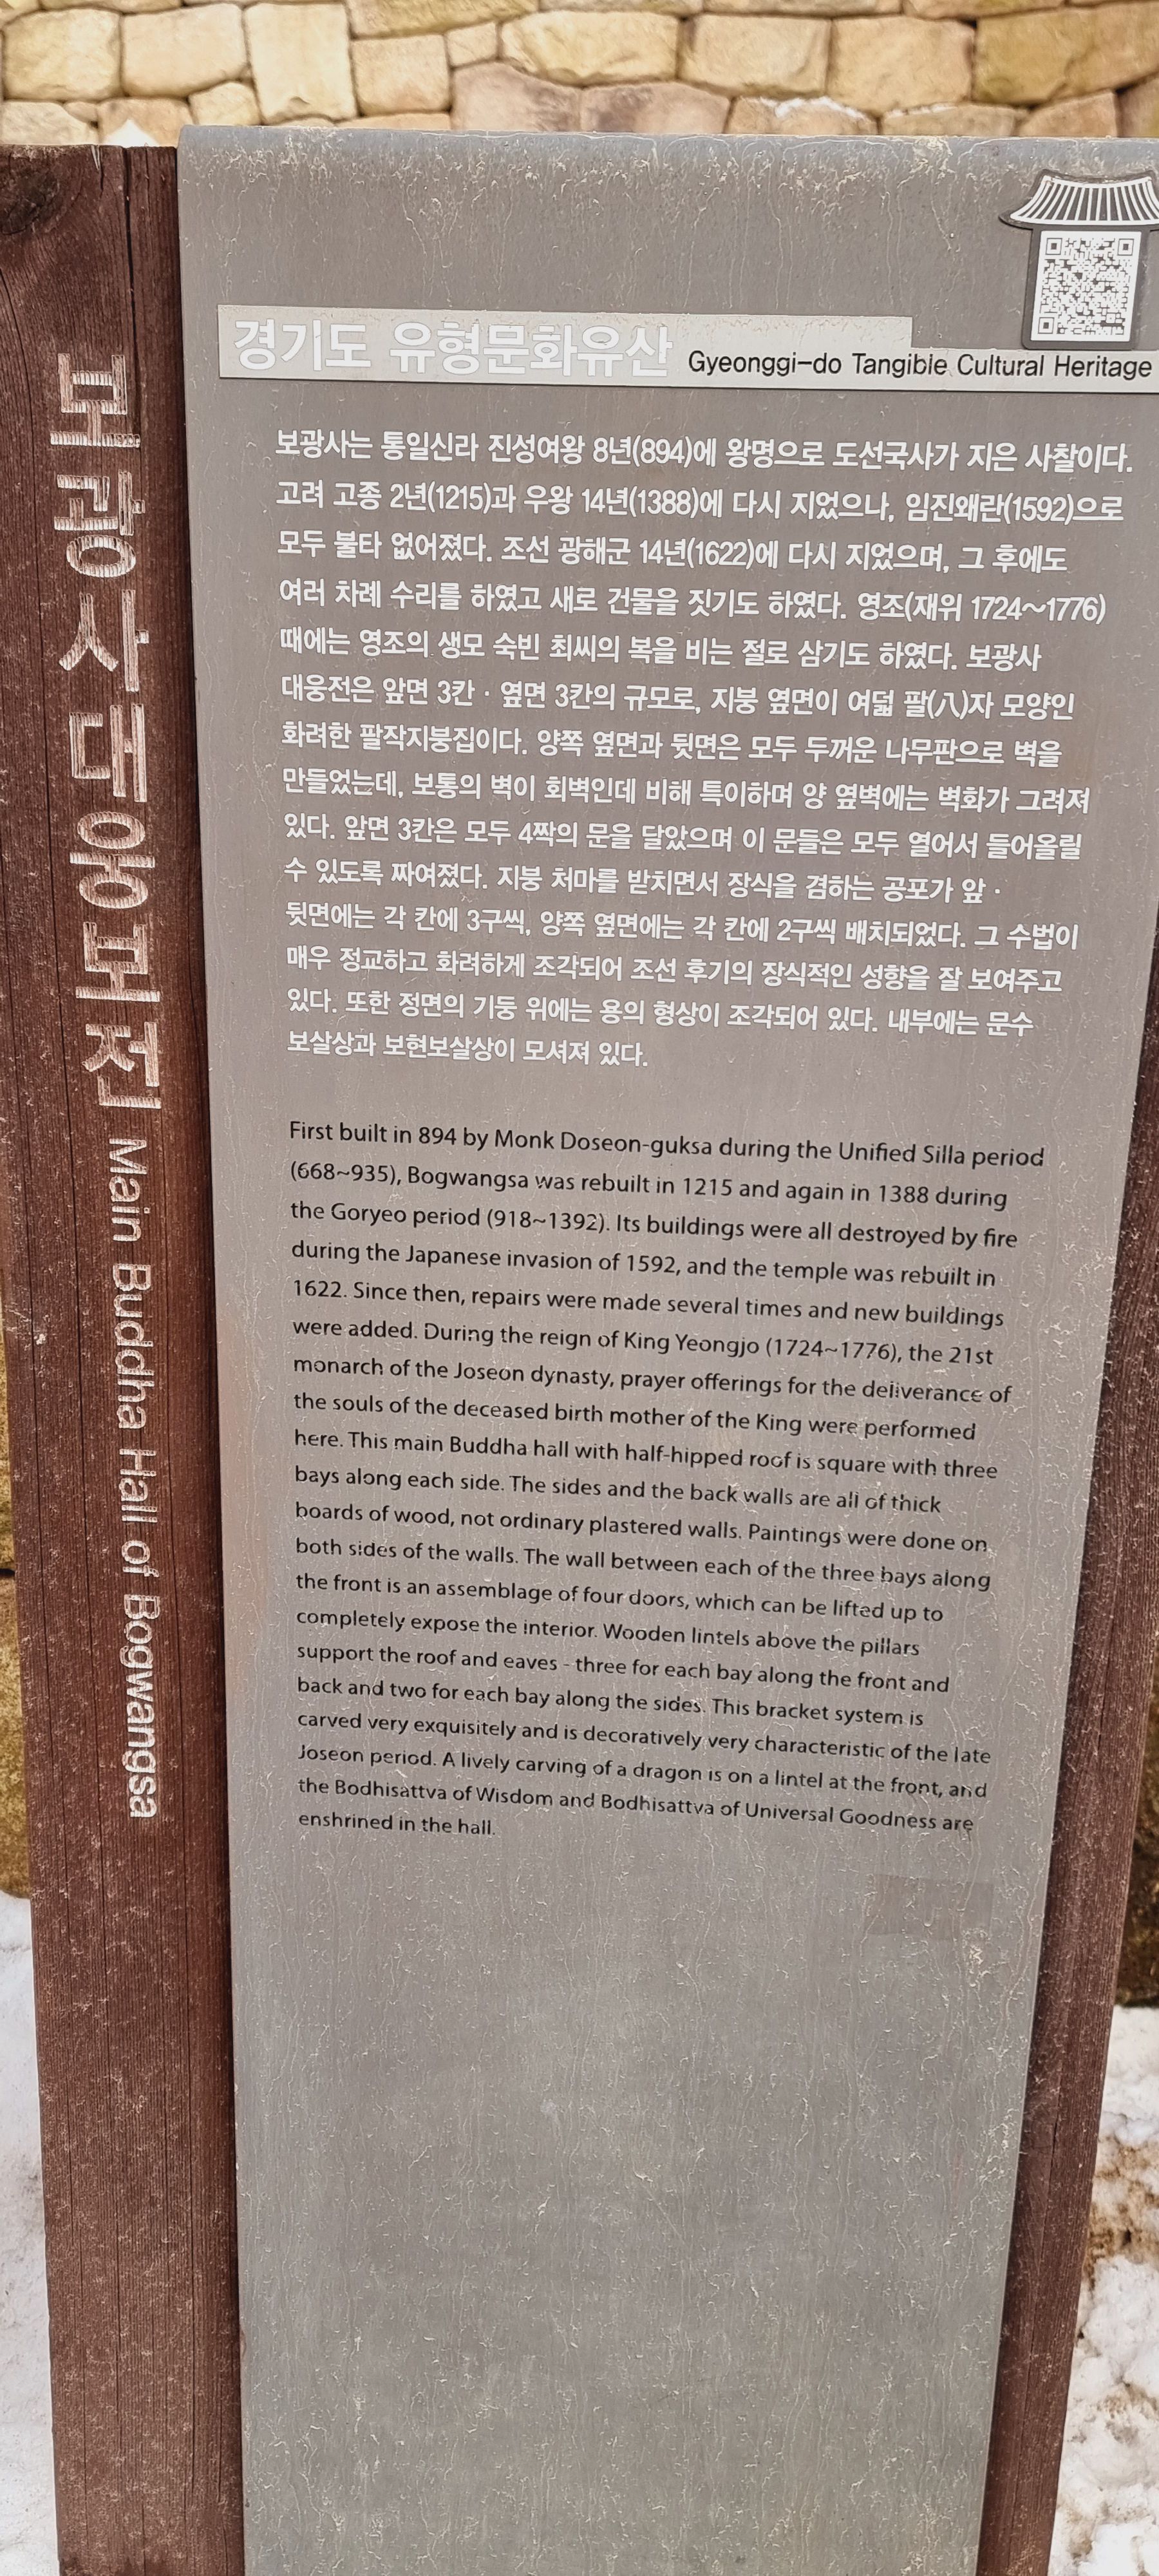 보광사대웅보전 Main Buddha Hall of Bogwangsa
경기도 유형문화유산 Gyeonggi-do Tangible Cultural Heritage
보광사는 통일신라 진성여왕 8년(894)에 왕명으로 도선국사가 지은 사찰이다.
고려 고종 2년(1215)과 우왕 14년(1388)에 다시 지었으나, 임진왜란(1592)으로
모두 불타 없어졌다. 조선 광해군 14년(1622)에 다시 지었으며, 그 후에도
여러 차례 수리를 하였고 새로 건물을 짓기도 하였다. 영조(재위 1724~1776)
때에는 영조의 생모 숙빈 최씨의 복을 비는 절로 삼기도 하였다. 보광사
대웅전은 앞면 3칸 · 옆면 3칸의 규모로, 지붕 옆면이 여덟 팔(八)자 모양인
화려한 팔작지붕집이다. 양쪽 옆면과 뒷면은 모두 두꺼운 나무판으로 벽을
만들었는데, 보통의 벽이 회벽인데 비해 특이하며 양 옆벽에는 벽화가 그려져
있다. 앞면 3칸은 모두 4짝의 문을 달았으며 이 문들은 모두 열어서 들어올릴
수 있도록 짜여졌다. 지붕 처마를 받치면서 장식을 겸하는 공포가 앞 ·
뒷면에는 각 칸에 3구씩, 양쪽 옆면에는 각 칸에 2구씩 배치되었다. 그 수법이
매우 정교하고 화려하게 조각되어 조선 후기의 장식적인 성향을 잘 보여주고
있다. 또한 정면의 기둥 위에는 용의 형상이 조각되어 있다. 내부에는 문수
보살상과 보현보살상이 모셔져 있다.
First built in 894 by Monk Doseon-guksa during the Unified Silla period
(668~935), Bogwangsa was rebuilt in 1215 and again in 1388 during
the Goryeo period (918~1392). Its buildings were all destroyed by fire
during the Japanese invasion of 1592, and the temple was rebuilt in
1622. Since then, repairs were made several times and new buildings
were added. During the reign of King Yeongjo (1724~1776), the 21st
monarch of the Joseon dynasty, prayer offerings for the deliverance of
the souls of the deceased birth mother of the King were performed
here. This main Buddha hall with half-hipped roof is square with three
bays along each side. The sides and the back walls are all of thick
boards of wood, not ordinary plastered walls. Paintings were done on
both sides of the walls. The wall between each of the three bays along
the front is an assemblage of four doors, which can be lifted up to
completely expose the interior. Wooden lintels above the pillars
support the roof and eaves - three for each bay along the front and
back and two for each bay along the sides. This bracket system is
carved very exquisitely and is decoratively very characteristic of the late
Joseon period. A lively carving of a dragon is on a lintel at the front, and
the Bodhisattva of Wisdom and Bodhisattva of Universal Goodness are
enshrined in the hall.